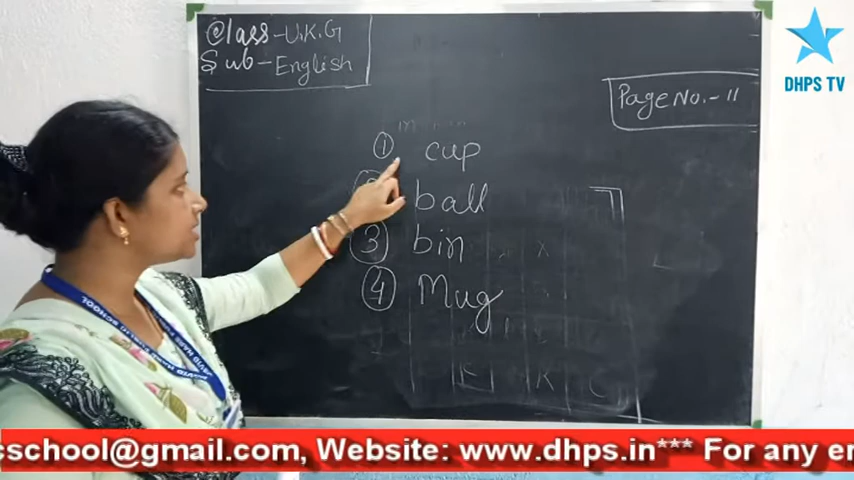 Class-U.K.G
Sub-English
Page No.-11
① cup
ball
③ bin
④ Mug
DHPS TV
SCHOOL
csschool@gmail.com, Website: www.dhps.in*** For any en